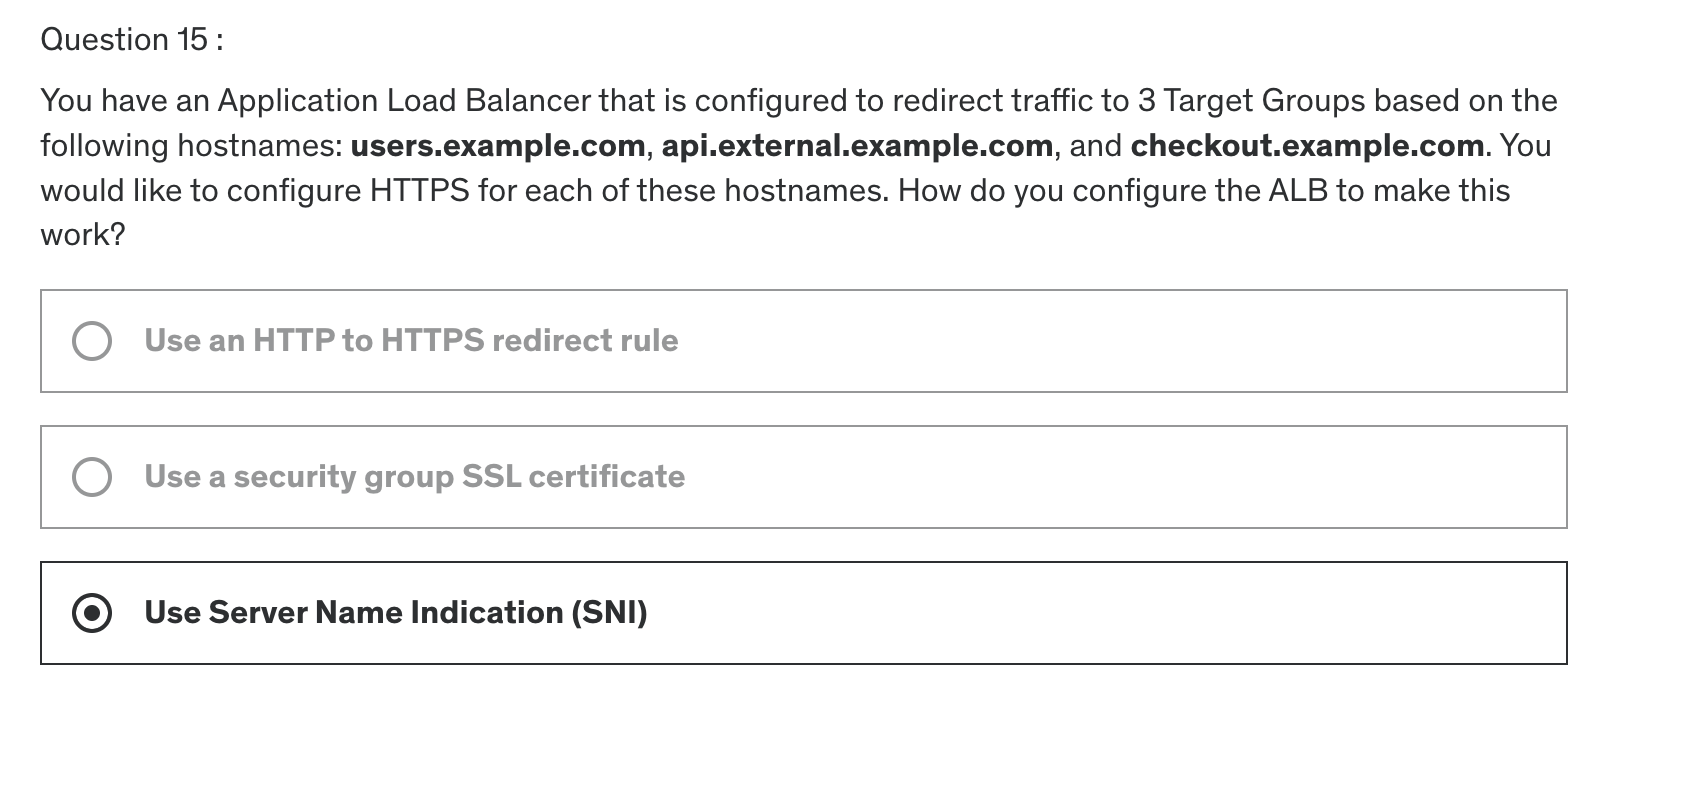 Question 15 :
You have an Application Load Balancer that is configured to redirect traffic to 3 Target Groups based on the
following hostnames: users.example.com, api.external.example.com, and checkout.example.com. You
would like to configure HTTPS for each of these hostnames. How do you configure the ALB to make this
work?
Use an HTTP to HTTPS redirect rule
Use a security group SSL certificate
Use Server Name Indication (SNI)